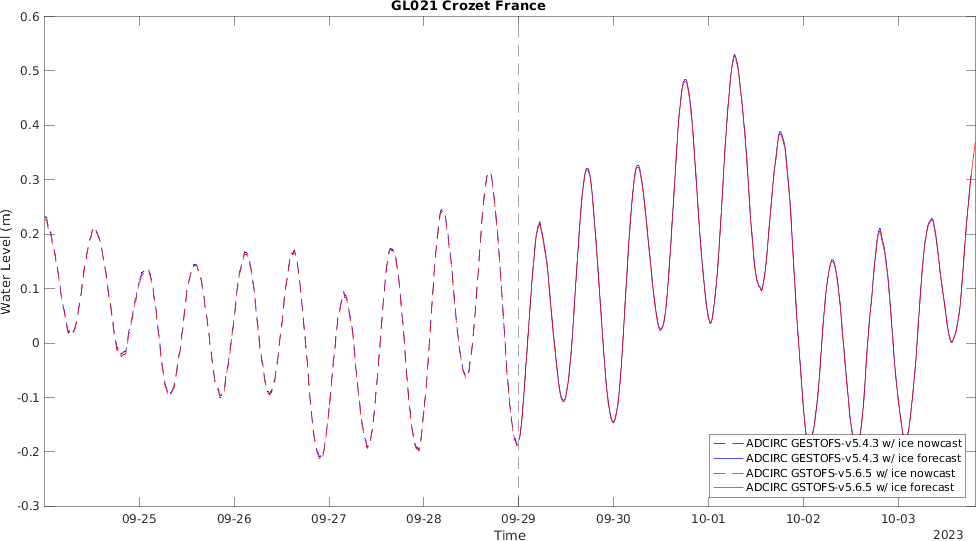 GL021 Crozet France
0.6
0.5
0.4
0.3
0.2
0.1
0
-0.1
-0.2
-0.3
Water Level (m)
ADCIRC GESTOFS-v5.4.3 w/ ice nowcast
ADCIRC GESTOFS-v5.4.3 w/ ice forecast
ADCIRC GSTOFS-v5.6.5 w/ ice nowcast
ADCIRC GSTOFS-v5.6.5 w/ ice forecast
09-25 09-26 09-27 09-28 09-29 09-30 10-01 10-02 10-03
Time
2023